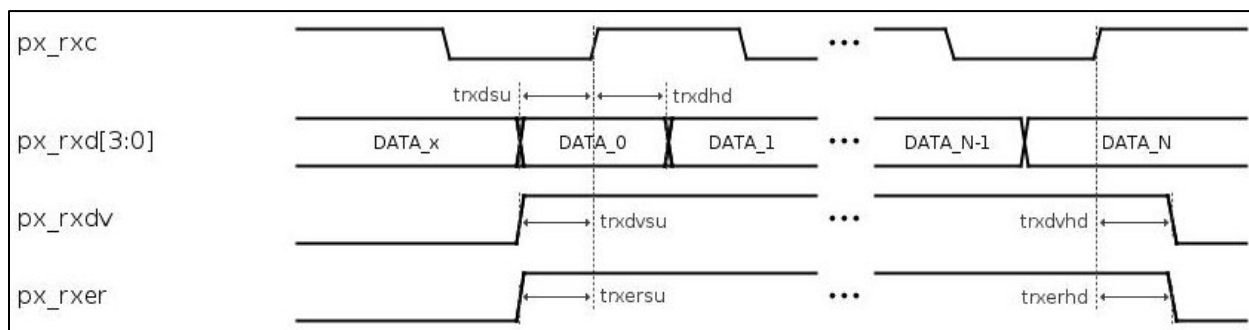 px_rxc
trxdsu trxdhd
px_rxd[3:0] DATA_x DATA_0 DATA_1 DATA_N-1 DATA_N
px_rxdv trxdvsu trxdvhd
px_rxer trxersu trxerhd